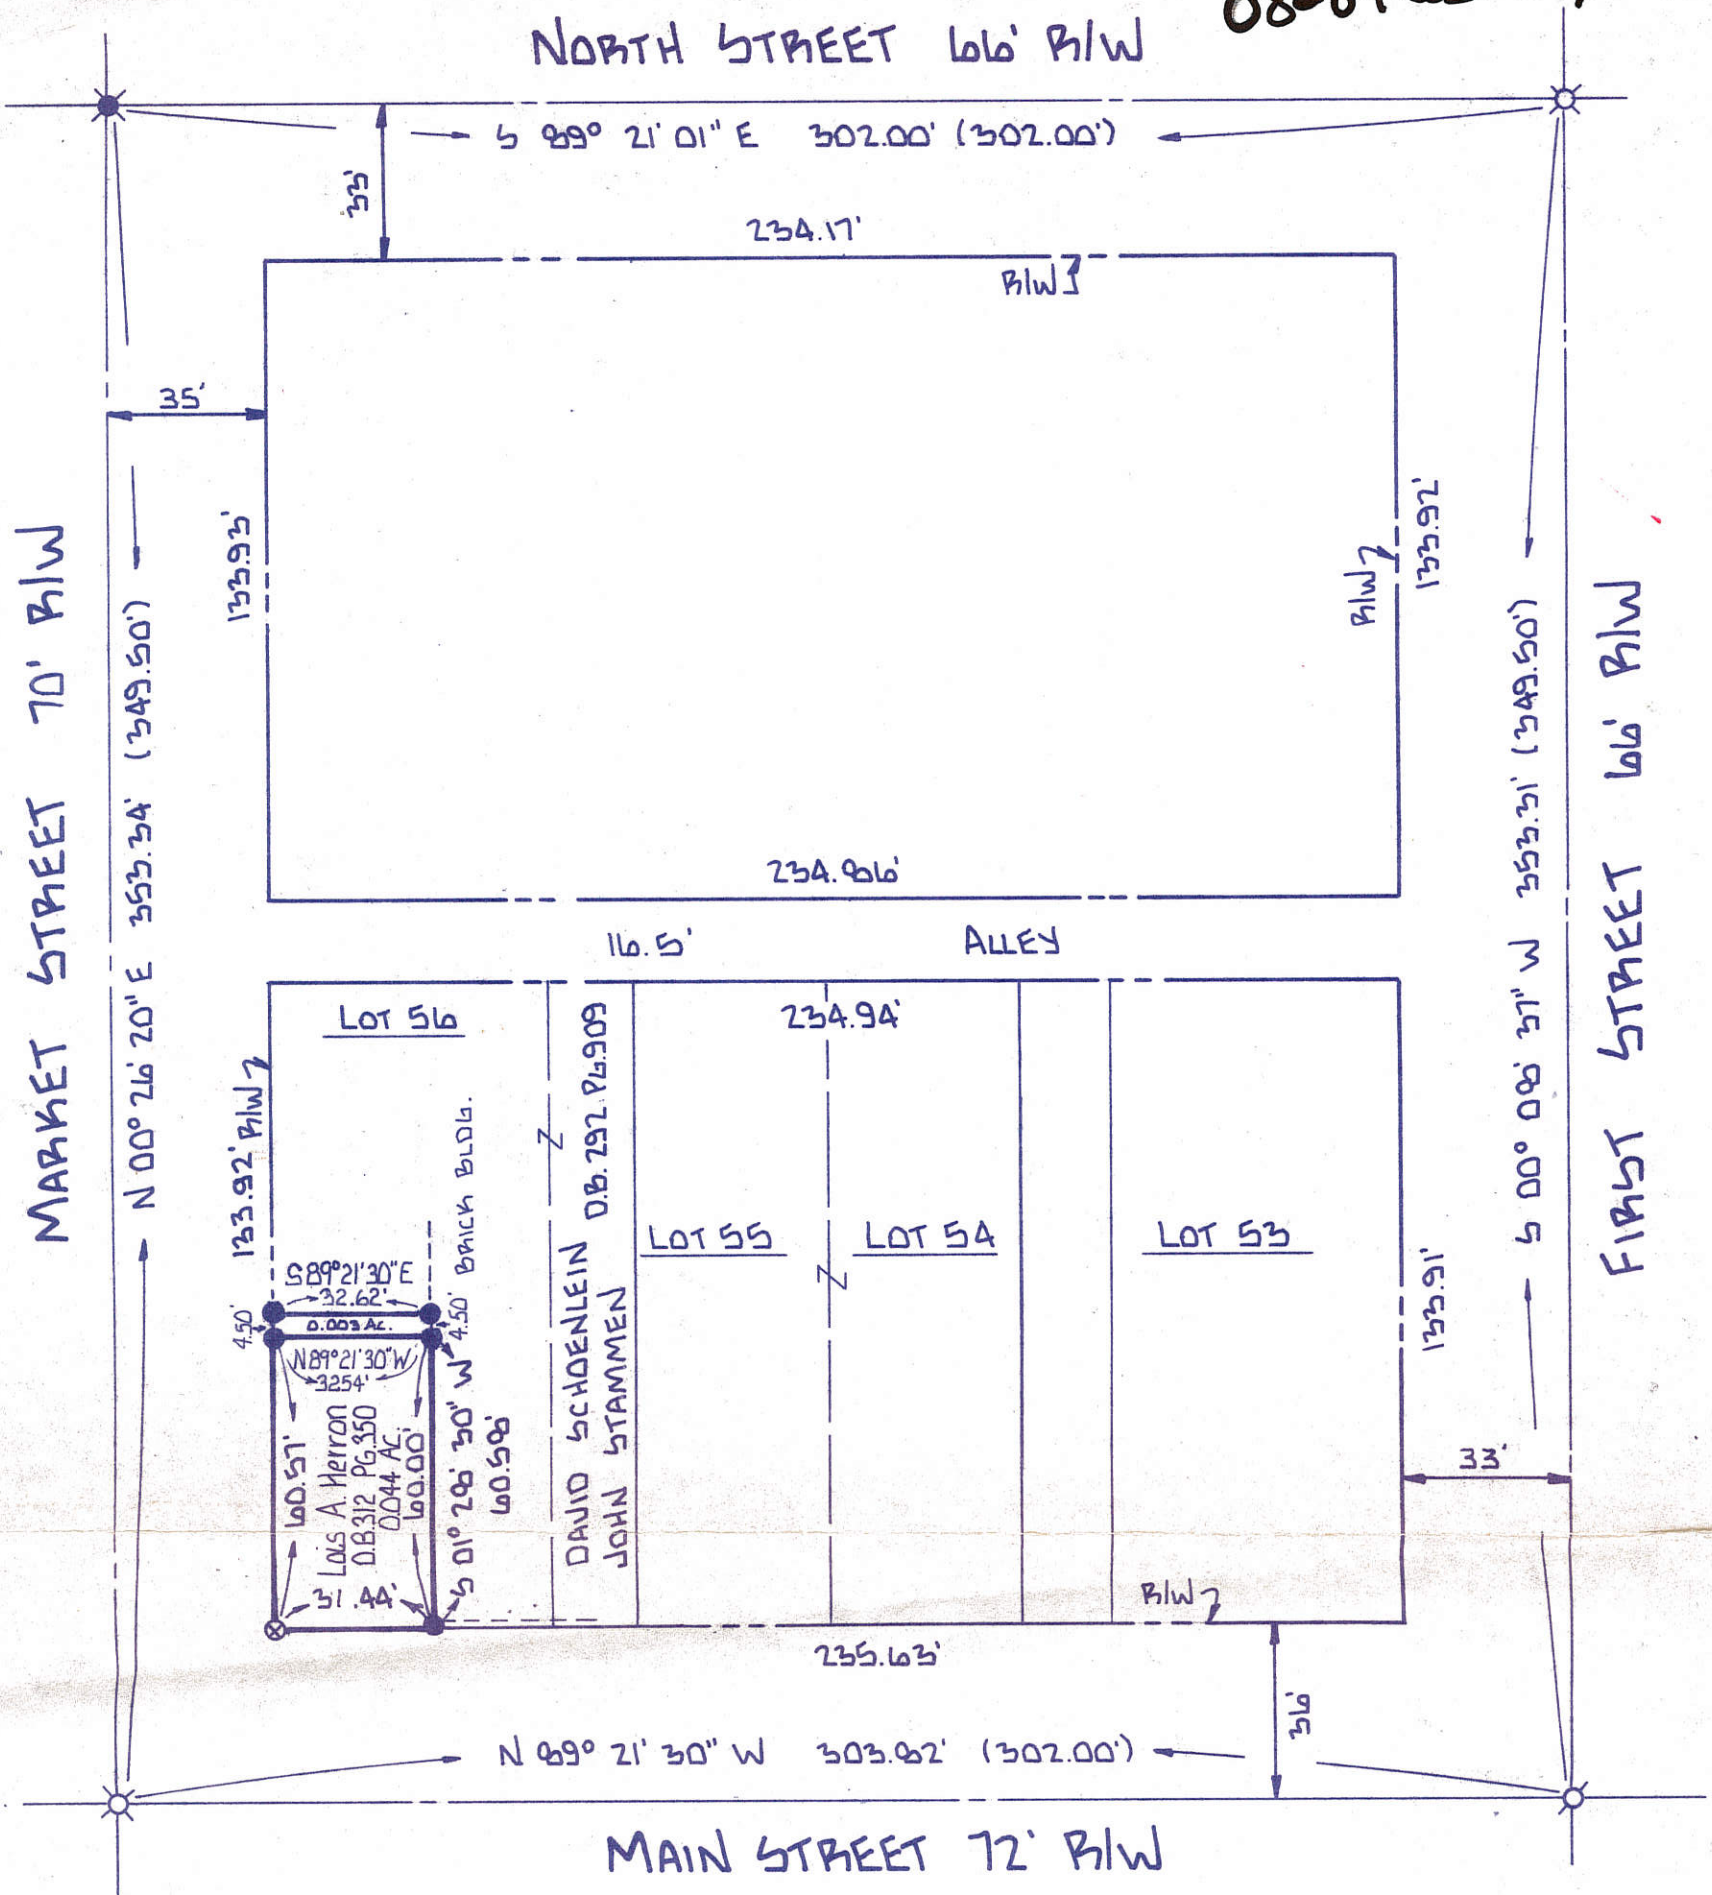 NORTH STREET 66' R/W
S 89° 21' 01" E 302.00' (302.00')
33'
234.17'
R/W
35'
133.93'
133.92'
R/W
MARKET STREET 70' R/W
N 00° 26' 20" E 353.34' (349.50')
S 00° 08' 37" W 353.31' (349.50')
FIRST STREET 66' R/W
234.86'
16.5' ALLEY
LOT 56
234.94'
133.92' R/W
BRICK BLDG.
DAVID SCHOENLEIN D.B. 292 PG. 909
JOHN STAMMEN
LOT 55
LOT 54
LOT 53
133.91'
S89°21'30"E
32.62'
4.50'
0.003 AC.
4.50'
N89°21'30"W
3254'
60.57'
Lois A. Herron
D.B.312 PG.350
0.044 AC.
60.00'
S 01° 28' 30" W
60.58'
31.44'
33'
R/W
235.63'
36'
N 89° 21' 30" W 303.82' (302.00')
MAIN STREET 72' R/W